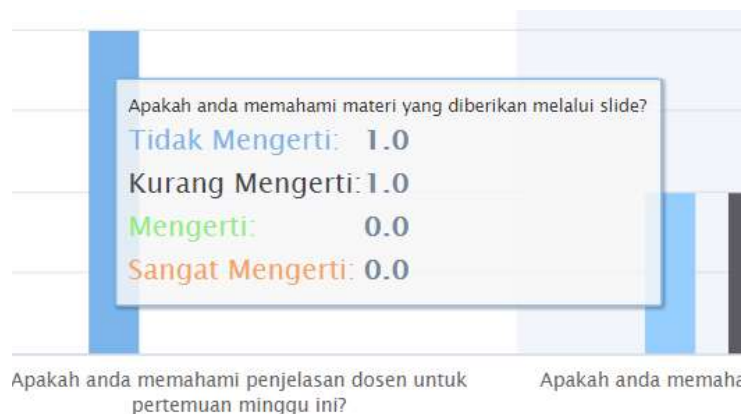 Apakah anda memahami materi yang diberikan melalui slide?
Tidak Mengerti: 1.0
Kurang Mengerti: 1.0
Mengerti: 0.0
Sangat Mengerti: 0.0
Apakah anda memahami penjelasan dosen untuk
pertemuan minggu ini?
Apakah anda memaha